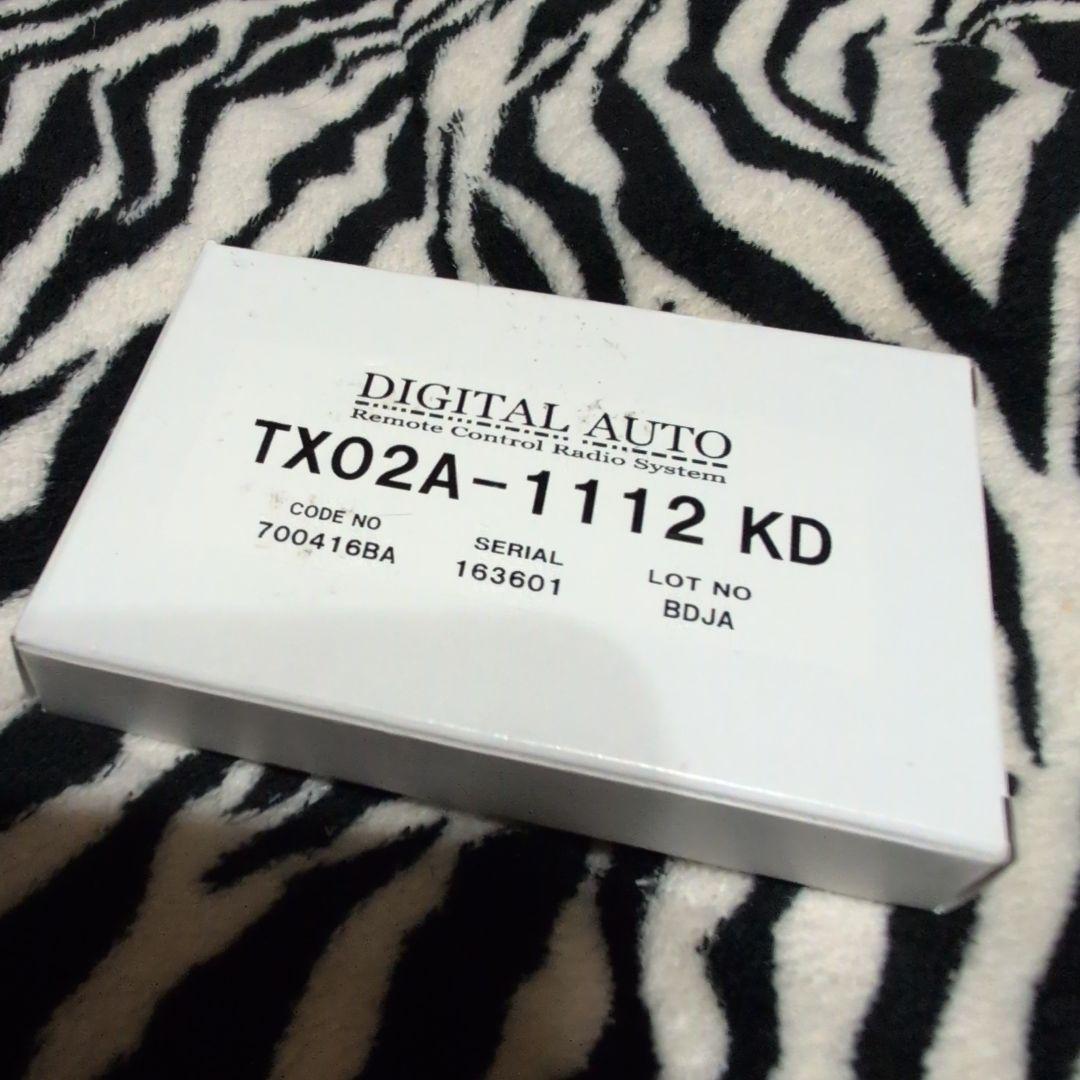 DIGITAL AUTO
Remote Control Radio System
TX02A-1112 KD
CODE NO SERIAL LOT NO
700416BA 163601 BDJA